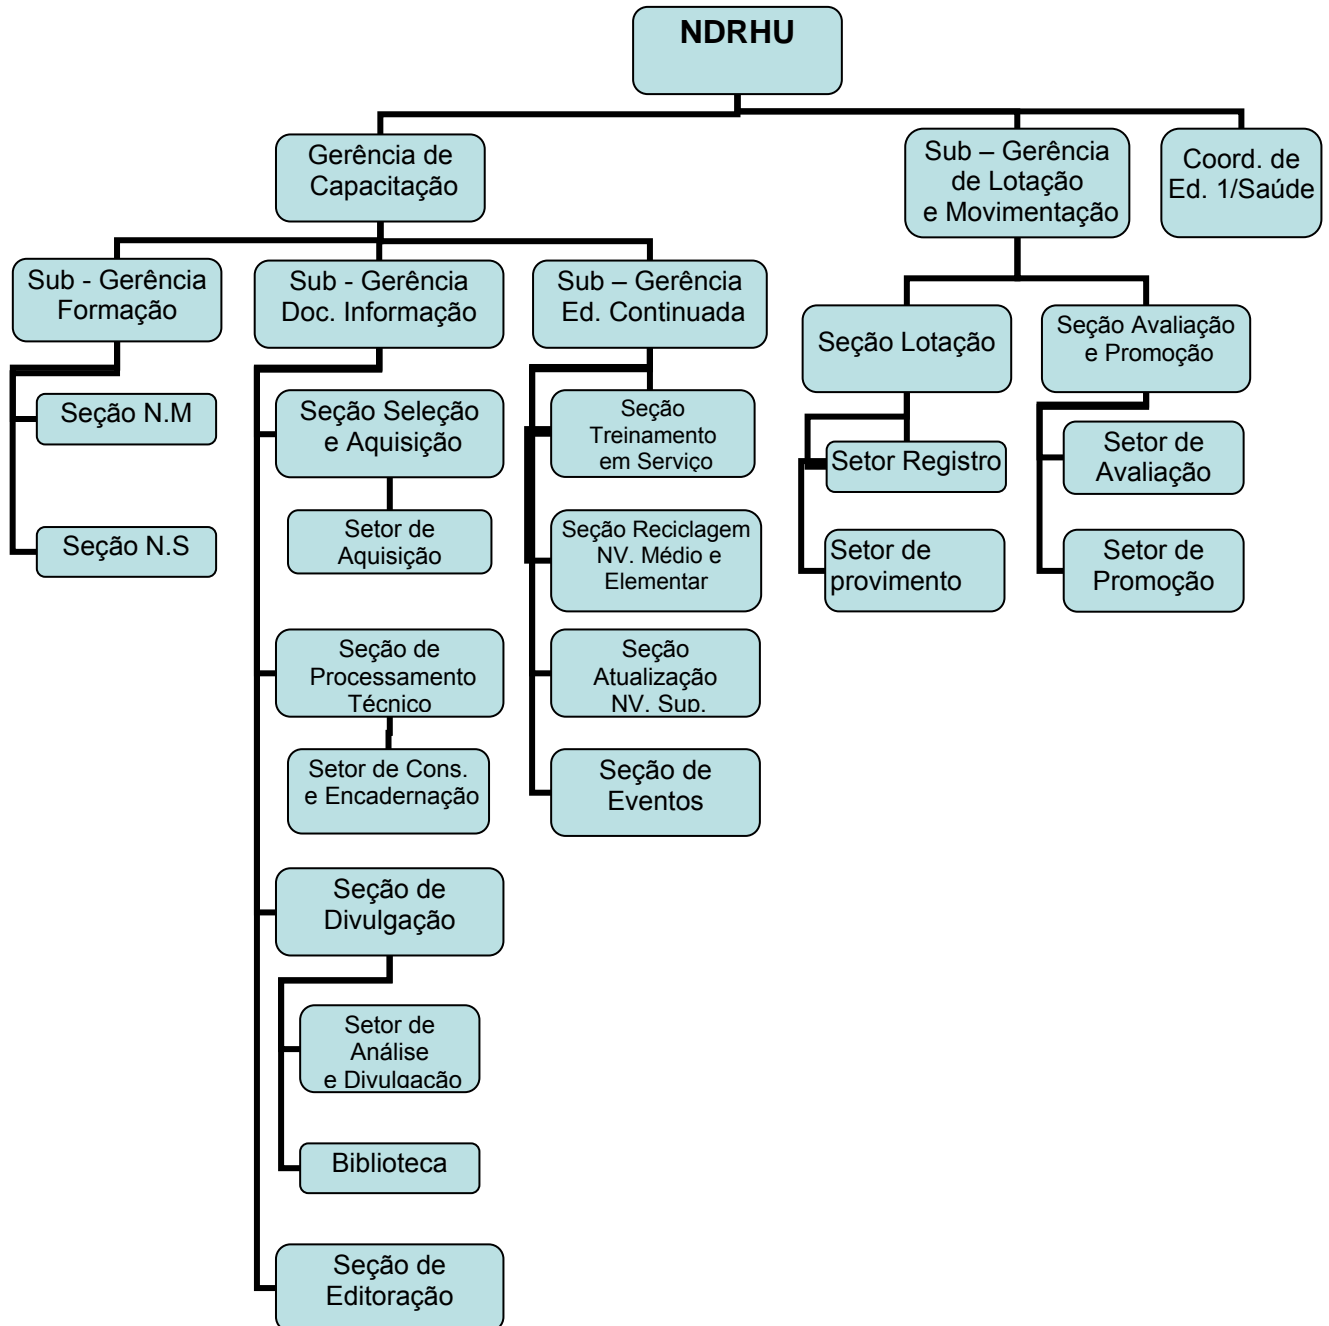 NDRHU
Gerência de
Capacitação
Sub – Gerência
de Lotação
e Movimentação
Coord. de
Ed. 1/Saúde
Sub - Gerência
Formação
Sub - Gerência
Doc. Informação
Sub – Gerência
Ed. Continuada
Seção Lotação
Seção Avaliação
e Promoção
Seção N.M
Seção N.S
Seção Seleção
e Aquisição
Setor de
Aquisição
Seção de
Processamento
Técnico
Setor de Cons.
e Encadernação
Seção de
Divulgação
Setor de
Análise
e Divulgação
Biblioteca
Seção de
Editoração
Seção
Treinamento
em Serviço
Seção Reciclagem
NV. Médio e
Elementar
Seção
Atualização
NV. Sup.
Seção de
Eventos
Setor Registro
Setor de
provimento
Setor de
Avaliação
Setor de
Promoção